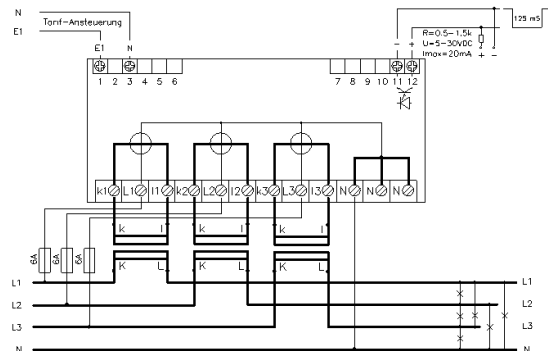 N
Tarif-Ansteuerung
E1
E1 N
1 2 3 4 5 6
R=0.5-1.5k
U=5-30VDC
Imax=20mA
- +
+ -
125 mS
7 8 9 10 11 12
k1 L1 l1 k2 L2 l2 k3 L3 l3 N N N
k l k l k l
K L K L K L
6A 6A 6A
L1 L1
L2 L2
L3 L3
N N